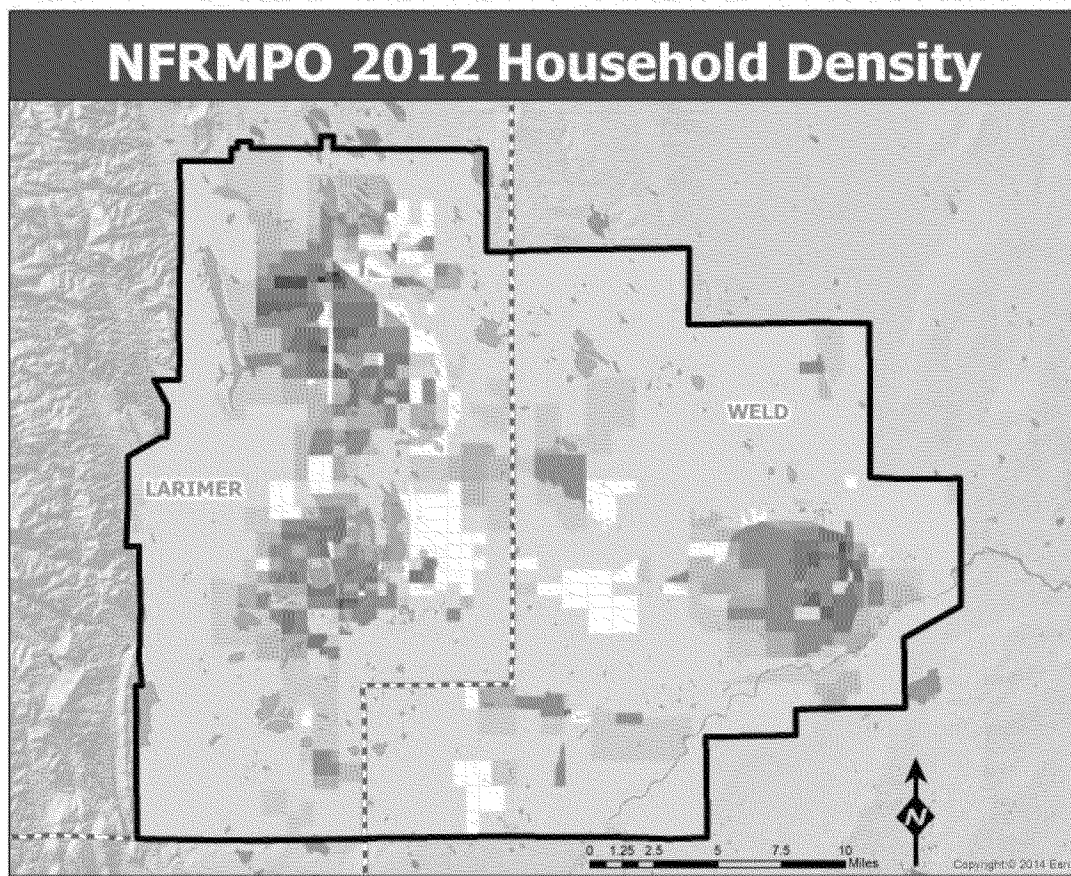 NFRMPO 2012 Household Density
WELD
LARIMER
N
0 1.25 2.5 5 7.5 10
Miles
Copyright:© 2014 Esri